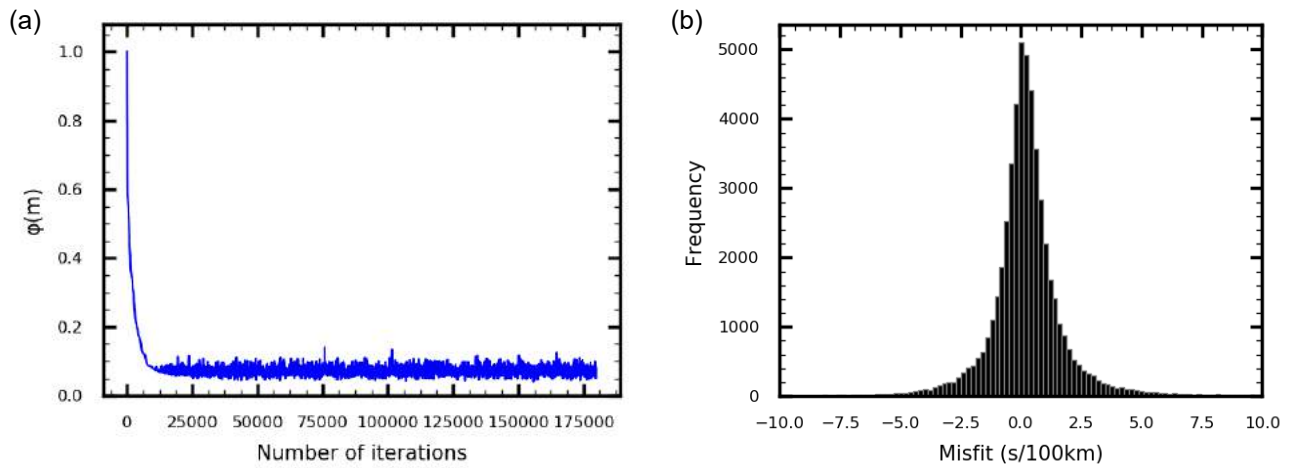 (a)
1.0
0.8
0.6
0.4
0.2
0.0
φ(m)
0 25000 50000 75000 100000 125000 150000 175000
Number of iterations
(b)
5000
4000
3000
2000
1000
0
Frequency
−10.0 −7.5 −5.0 −2.5 0.0 2.5 5.0 7.5 10.0
Misfit (s/100km)